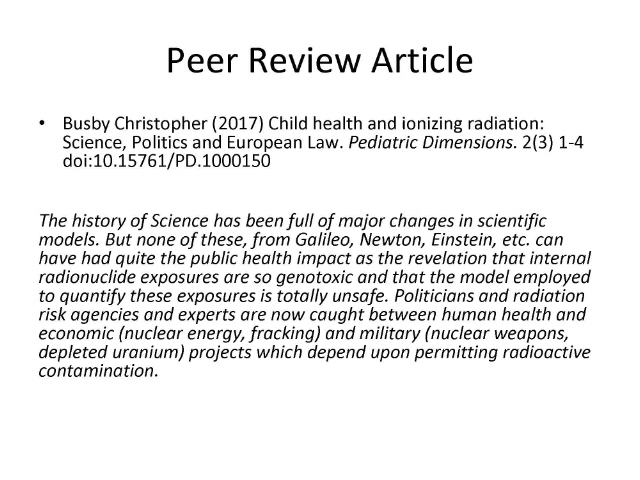 Peer Review Article
• Busby Christopher (2017) Child health and ionizing radiation:
Science, Politics and European Law. Pediatric Dimensions. 2(3) 1-4
doi:10.15761/PD.1000150
The history of Science has been full of major changes in scientific
models. But none of these, from Galileo, Newton, Einstein, etc. can
have had quite the public health impact as the revelation that internal
radionuclide exposures are so genotoxic and that the model employed
to quantify these exposures is totally unsafe. Politicians and radiation
risk agencies and experts are now caught between human health and
economic (nuclear energy, fracking) and military (nuclear weapons,
depleted uranium) projects which depend upon permitting radioactive
contamination.